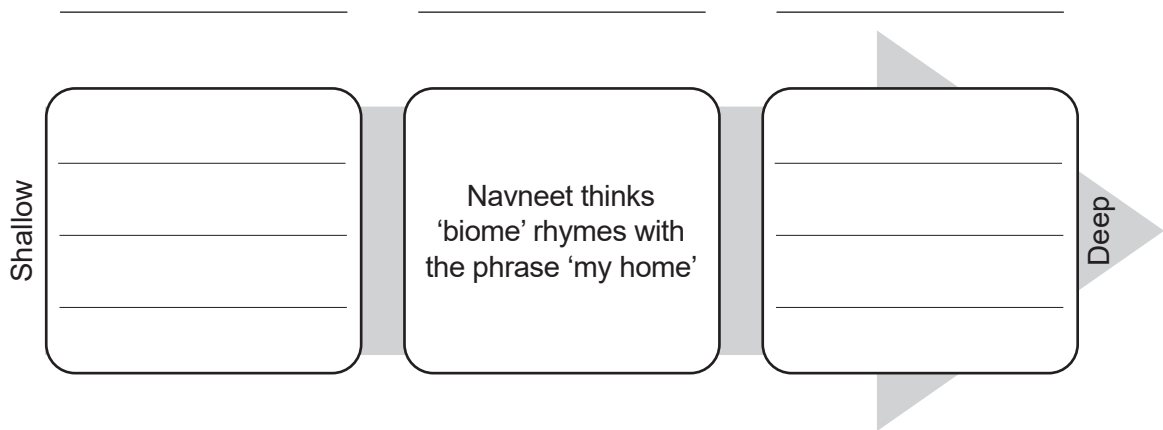 Shallow
Navneet thinks
‘biome’ rhymes with
the phrase ‘my home’
Deep